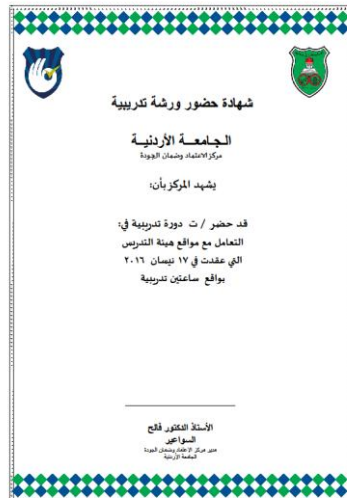 شهادة حضور ورشة تدريبية
الجامعــة الأردنيــة
مركز الاعتماد وضمان الجودة
يشهد المركز بأن:
قد حضر / ت دورة تدريبية في:
التعامل مع مواقع هيئة التدريس
التي عقدت في ١٧ نيسان ٢٠١٦
بواقع ساعتين تدريبية
الأستاذ الدكتور فالح
السواعير
مدير مركز الاعتماد وضمان الجودة
الجامعة الأردنية